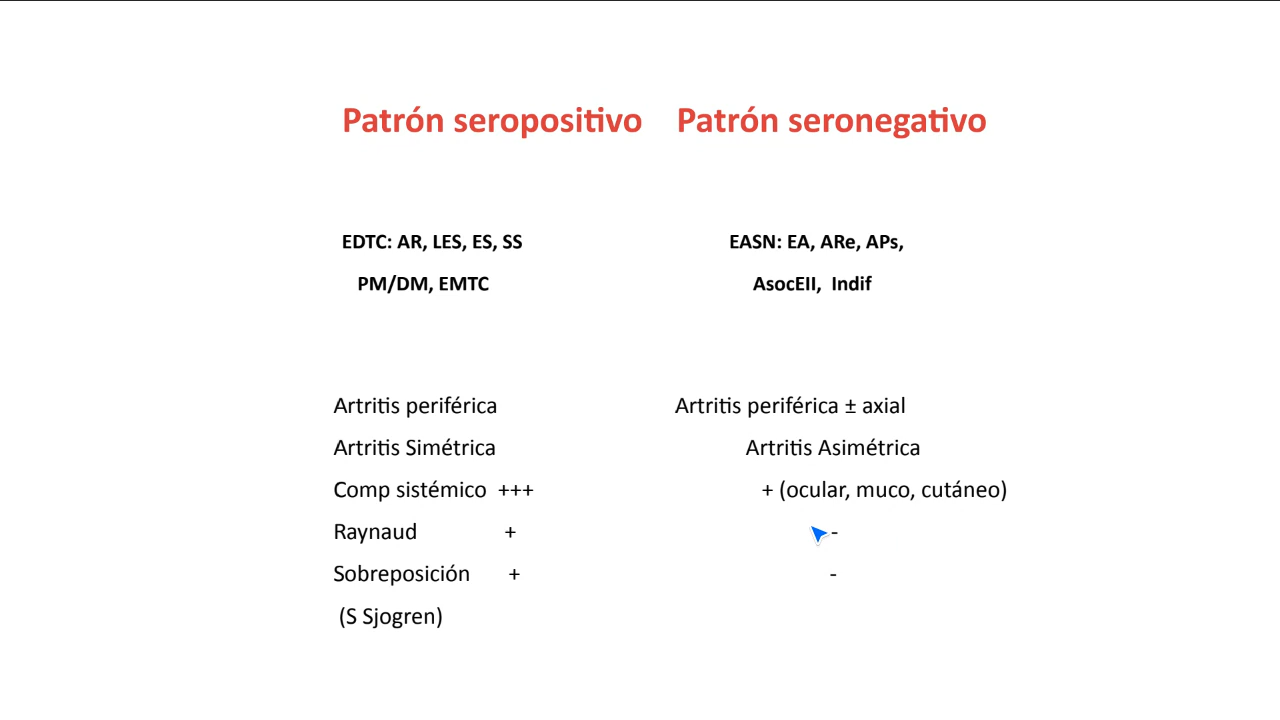 Patrón seropositivo Patrón seronegativo
EDTC: AR, LES, ES, SS EASN: EA, ARe, APs,
PM/DM, EMTC AsocEII, Indif
Artritis periférica Artritis periférica ± axial
Artritis Simétrica Artritis Asimétrica
Comp sistémico +++ + (ocular, muco, cutáneo)
Raynaud + -
Sobreposición + -
(S Sjogren)